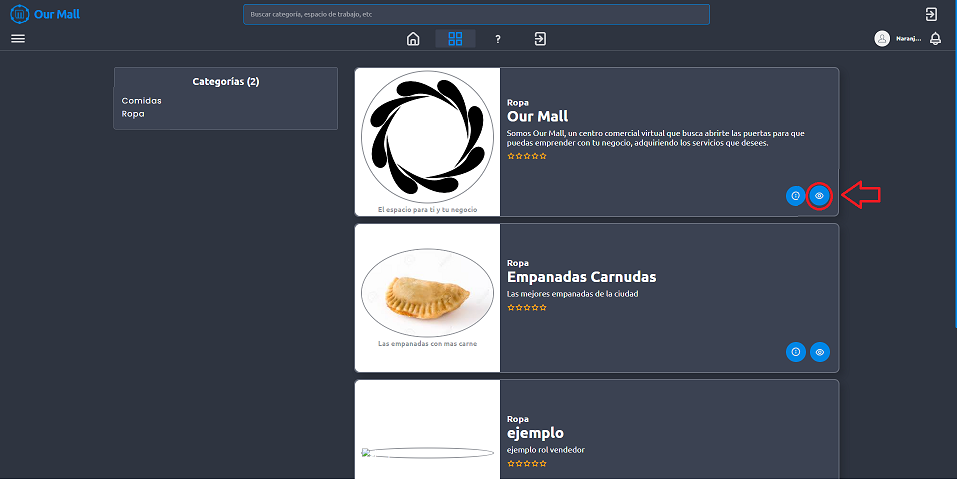 Our Mall
Buscar categoría, espacio de trabajo, etc
?
Naranj...
Categorías (2)
Comidas
Ropa
Ropa
Our Mall
Somos Our Mall, un centro comercial virtual que busca abrirte las puertas para que
puedas emprender con tu negocio, adquiriendo los servicios que desees.
El espacio para ti y tu negocio
Ropa
Empanadas Carnudas
Las mejores empanadas de la ciudad
Las empanadas con mas carne
Ropa
ejemplo
ejemplo rol vendedor